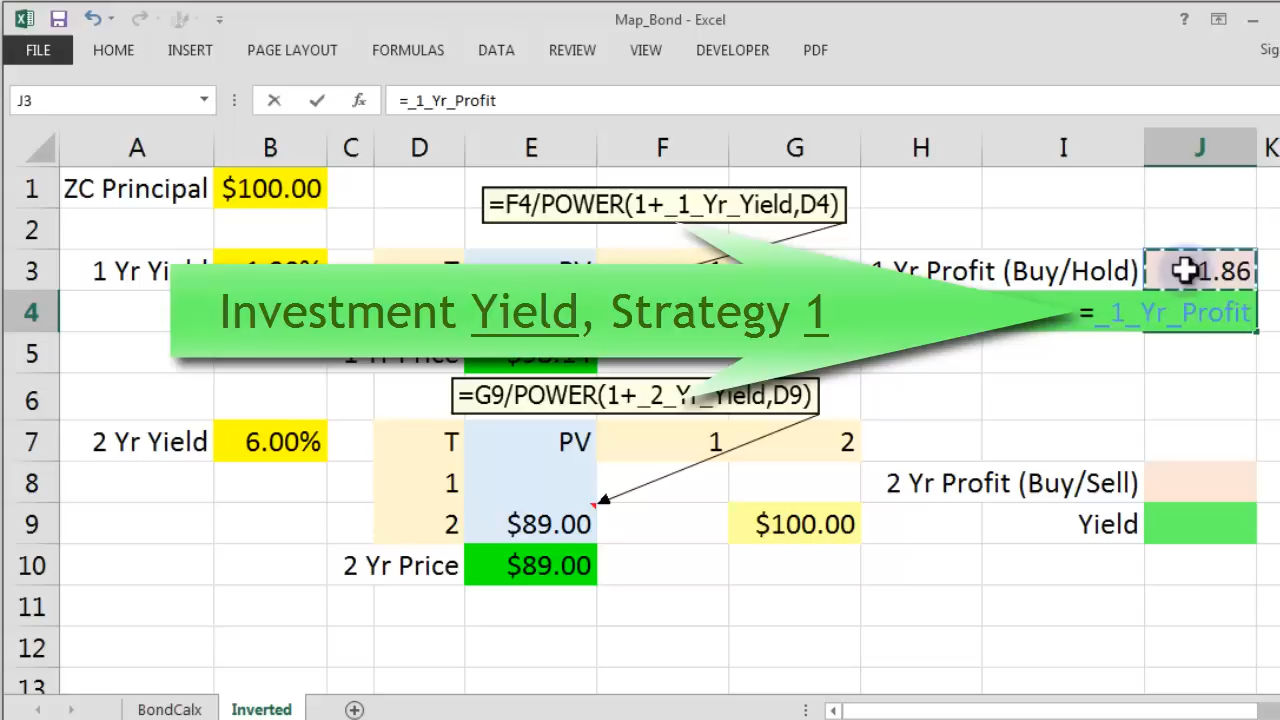 Map_Bond - Excel
FILE HOME INSERT PAGE LAYOUT FORMULAS DATA REVIEW VIEW DEVELOPER PDF
J3 =_1_Yr_Profit
A B C D E F G H I J K
1 ZC Principal $100.00 =F4/POWER(1+_1_Yr_Yield,D4)
2
3 1 Yr 1 Yr Profit (Buy/Hold) 1.86
Investment Yield, Strategy 1
4 =_1_Yr_Profit
5
6 =G9/POWER(1+_2_Yr_Yield,D9)
7 2 Yr Yield 6.00% T PV 1 2
8 1 2 Yr Profit (Buy/Sell)
9 2 $89.00 $100.00 Yield
10 2 Yr Price $89.00
11
12
13
BondCalx Inverted